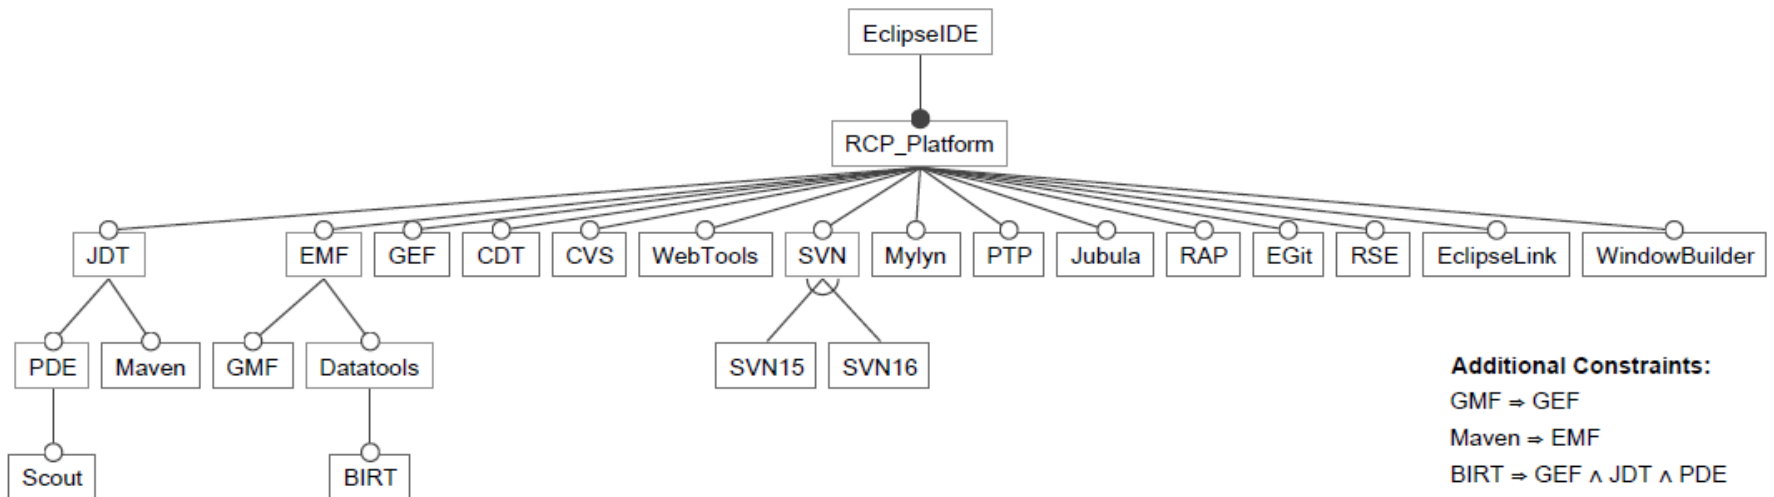 EclipseIDE
RCP_Platform
JDT EMF GEF CDT CVS WebTools SVN Mylyn PTP Jubula RAP EGit RSE EclipseLink WindowBuilder
PDE Maven GMF Datatools SVN15 SVN16
Scout BIRT
Additional Constraints:
GMF ⇒ GEF
Maven ⇒ EMF
BIRT ⇒ GEF ∧ JDT ∧ PDE